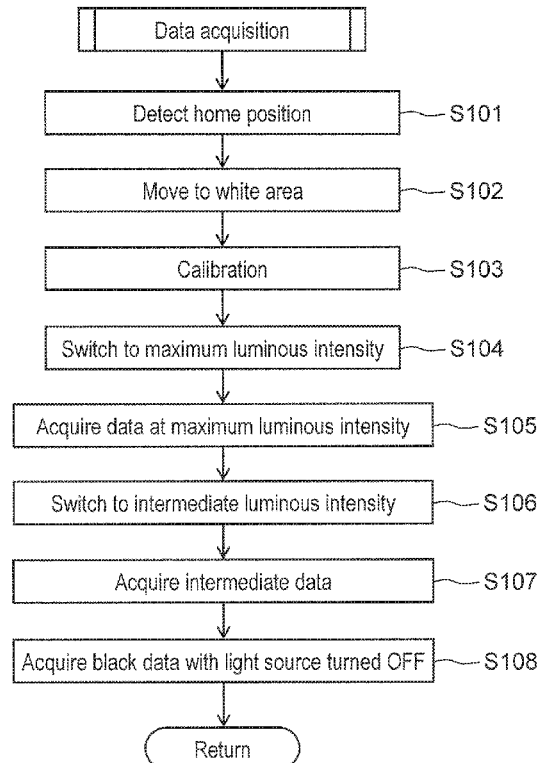 Data acquisition
Detect home position S101
Move to white area S102
Calibration S103
Switch to maximum luminous intensity S104
Acquire data at maximum luminous intensity S105
Switch to intermediate luminous intensity S106
Acquire intermediate data S107
Acquire black data with light source turned OFF S108
Return